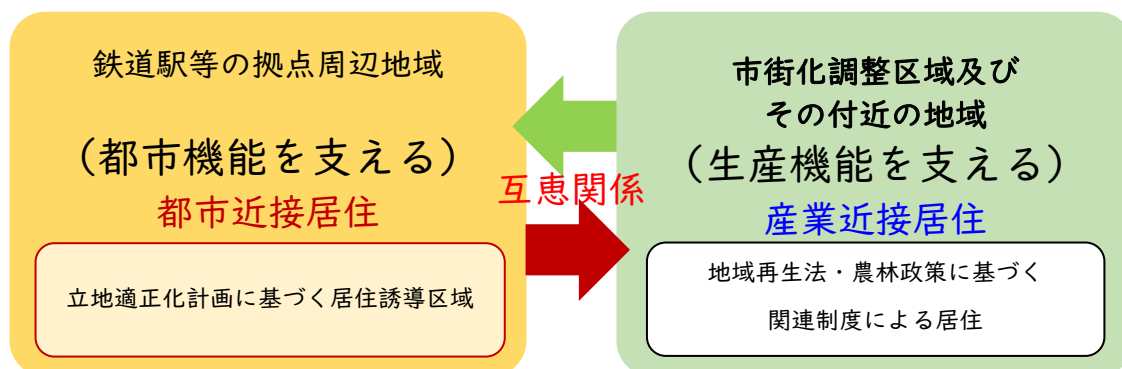 鉄道駅等の拠点周辺地域
（都市機能を支える）
都市近接居住
立地適正化計画に基づく居住誘導区域
互恵関係
市街化調整区域及び
その付近の地域
（生産機能を支える）
産業近接居住
地域再生法・農林政策に基づく
関連制度による居住